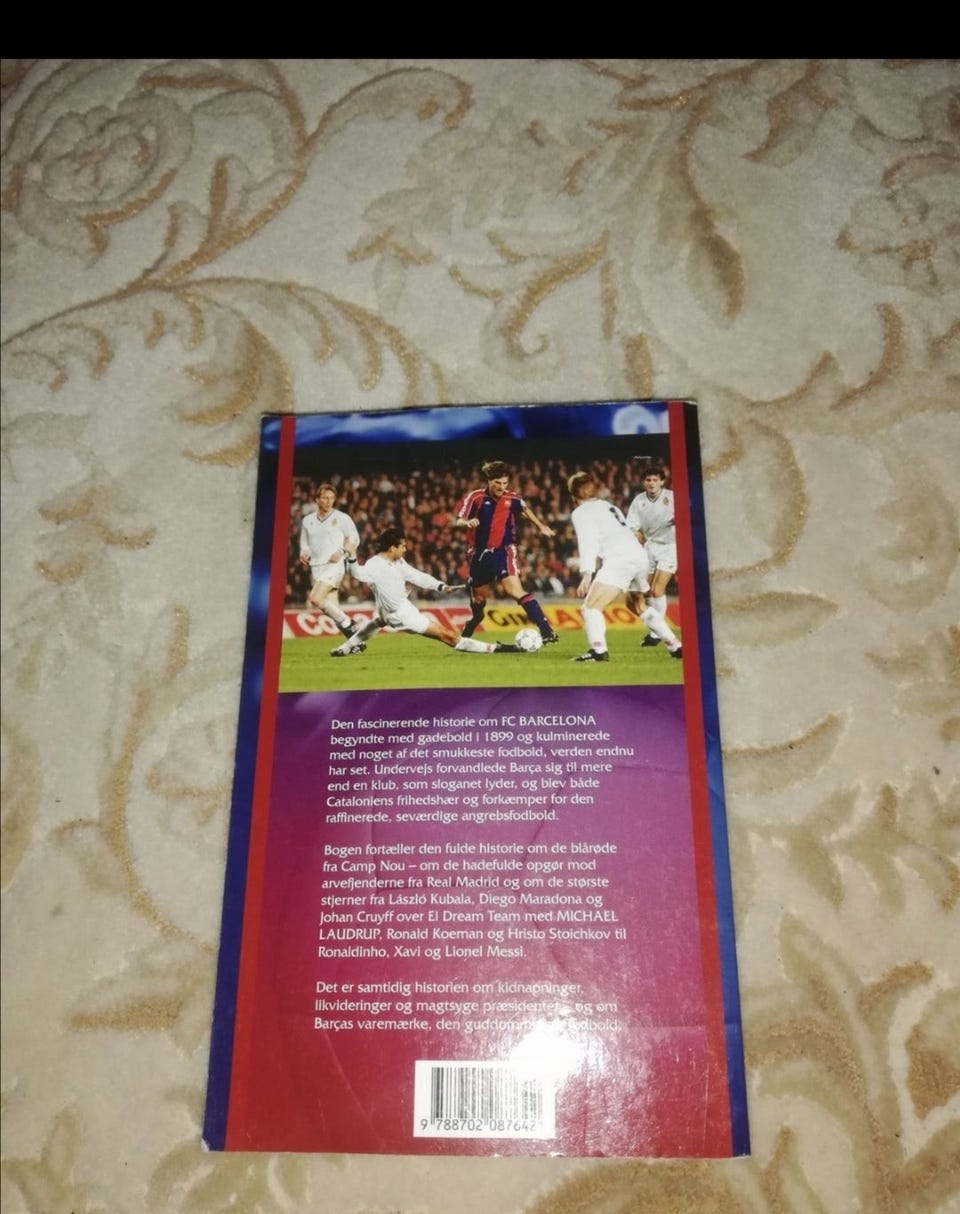 Den fascinerende historie om FC BARCELONA
begyndte med gadebold i 1899 og kulminerede
med noget af det smukkeste fodbold, verden endnu
har set. Undervejs forvandlede Barça sig til mere
end en klub, som sloganet lyder, og blev både
Cataloniens frihedshær og forkæmper for den
raffinerede, seværdige angrebsfodbold.
Bogen fortæller den fulde historie om de blårøde
fra Camp Nou – om de hadefulde opgør mod
arvefjenderne fra Real Madrid og om de største
stjerner fra László Kubala, Diego Maradona og
Johan Cruyff over El Dream Team med MICHAEL
LAUDRUP, Ronald Koeman og Hristo Stoichkov til
Ronaldinho, Xavi og Lionel Messi.
Det er samtidig historien om kidnapninger,
likvideringer og magtsyge præsidenter – og om
Barças varemærke, den fodbold.
9 788702 087642